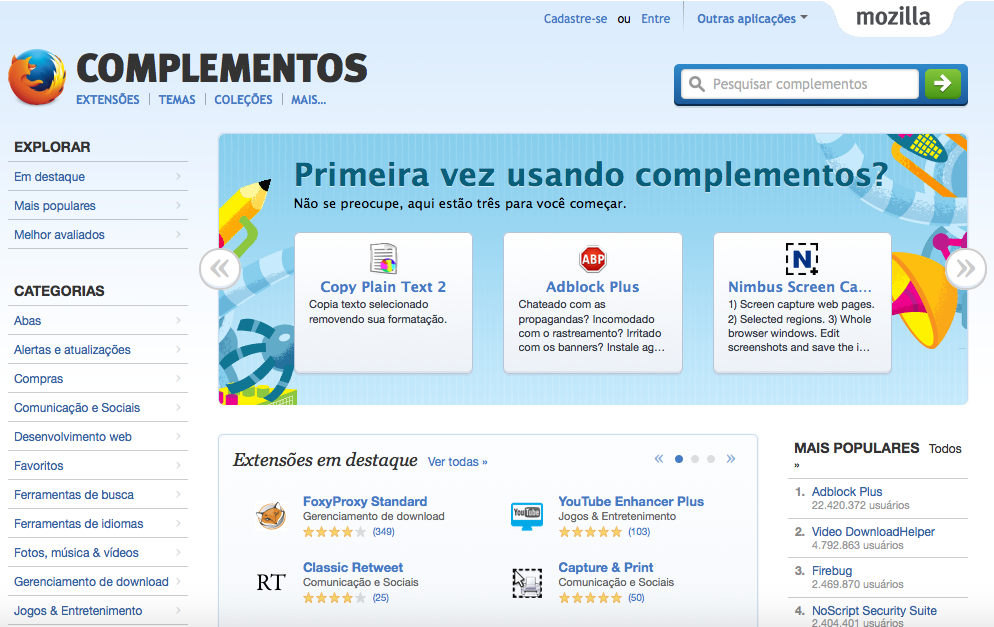 Cadastre-se ou Entre
Outras aplicações
mozilla
COMPLEMENTOS
EXTENSÕES
TEMAS
COLEÇÕES
MAIS...
Pesquisar complementos
EXPLORAR
Em destaque
Mais populares
Melhor avaliados
CATEGORIAS
Abas
Alertas e atualizações
Compras
Comunicação e Sociais
Desenvolvimento web
Favoritos
Ferramentas de busca
Ferramentas de idiomas
Fotos, música & vídeos
Gerenciamento de download
Jogos & Entretenimento
Primeira vez usando complementos?
Não se preocupe, aqui estão três para você começar.
Copy Plain Text 2
Copia texto selecionado
removendo sua formatação.
ABP
Adblock Plus
Chateado com as
propagandas? Incomodado
com o rastreamento? Irritado
com os banners? Instale ag...
N
Nimbus Screen Ca...
1) Screen capture web pages.
2) Selected regions. 3) Whole
browser windows. Edit
screenshots and save the i...
Extensões em destaque
Ver todas »
« »
FoxyProxy Standard
Gerenciamento de download
(349)
YouTube
YouTube Enhancer Plus
Jogos & Entretenimento
(103)
RT
Classic Retweet
Comunicação e Sociais
(25)
Capture & Print
Comunicação e Sociais
(50)
MAIS POPULARES Todos
»
1. Adblock Plus
22.420.372 usuários
2. Video DownloadHelper
4.792.863 usuários
3. Firebug
2.469.870 usuários
4. NoScript Security Suite
2.404.401 usuários